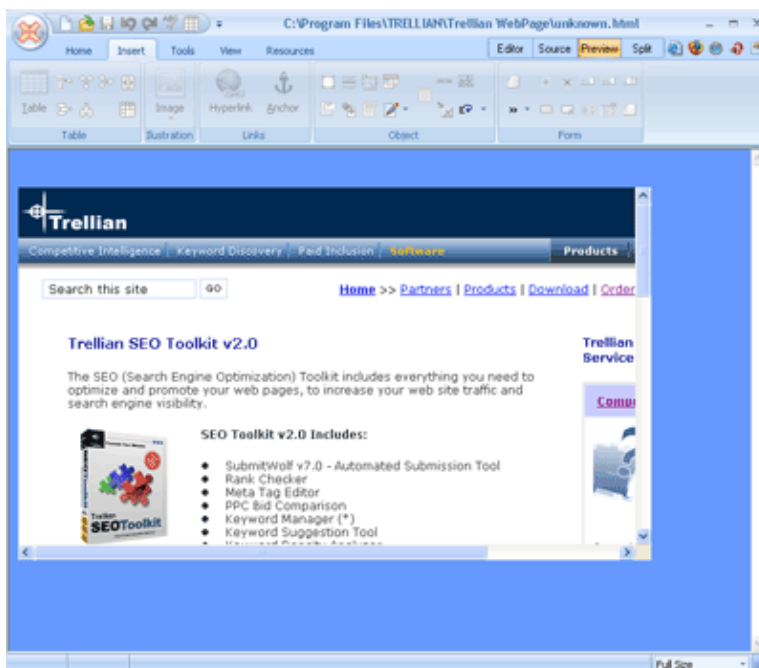 C:\Program Files\TRELLIAN\Trellian WebPage\unknown.html
Home Insert Tools View Resources Editor Source Preview Split
Table Image Hyperlink Anchor
Table Illustration Links Object Form
Trellian
Competitive Intelligence | Keyword Discovery | Paid Inclusion | Software Products
Search this site GO Home >> Partners | Products | Download | Order
Trellian SEO Toolkit v2.0
The SEO (Search Engine Optimization) Toolkit includes everything you need to
optimize and promote your web pages, to increase your web site traffic and
search engine visibility.
Trellian
Service
Compe
SEO Toolkit v2.0 Includes:
SubmitWolf v7.0 - Automated Submission Tool
Rank Checker
Meta Tag Editor
PPC Bid Comparison
Keyword Manager (*)
Keyword Suggestion Tool
Keyword Density Analyzer
Trellian
SEOToolkit
Full Size